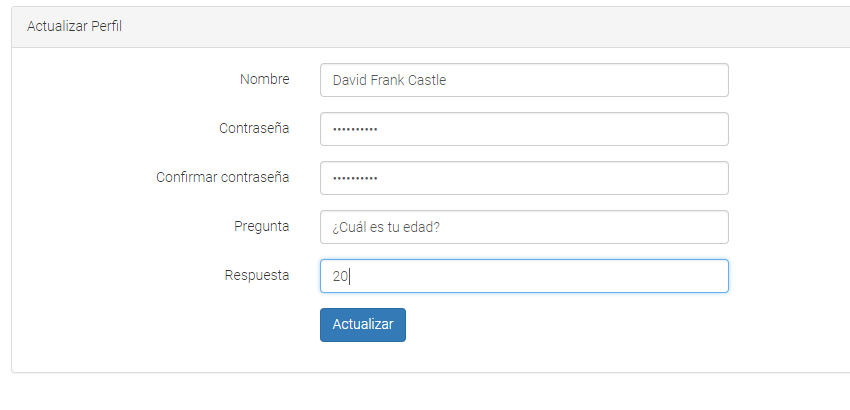 Actualizar Perfil
Nombre David Frank Castle
Contraseña ••••••••••
Confirmar contraseña ••••••••••
Pregunta ¿Cuál es tu edad?
Respuesta 20
Actualizar